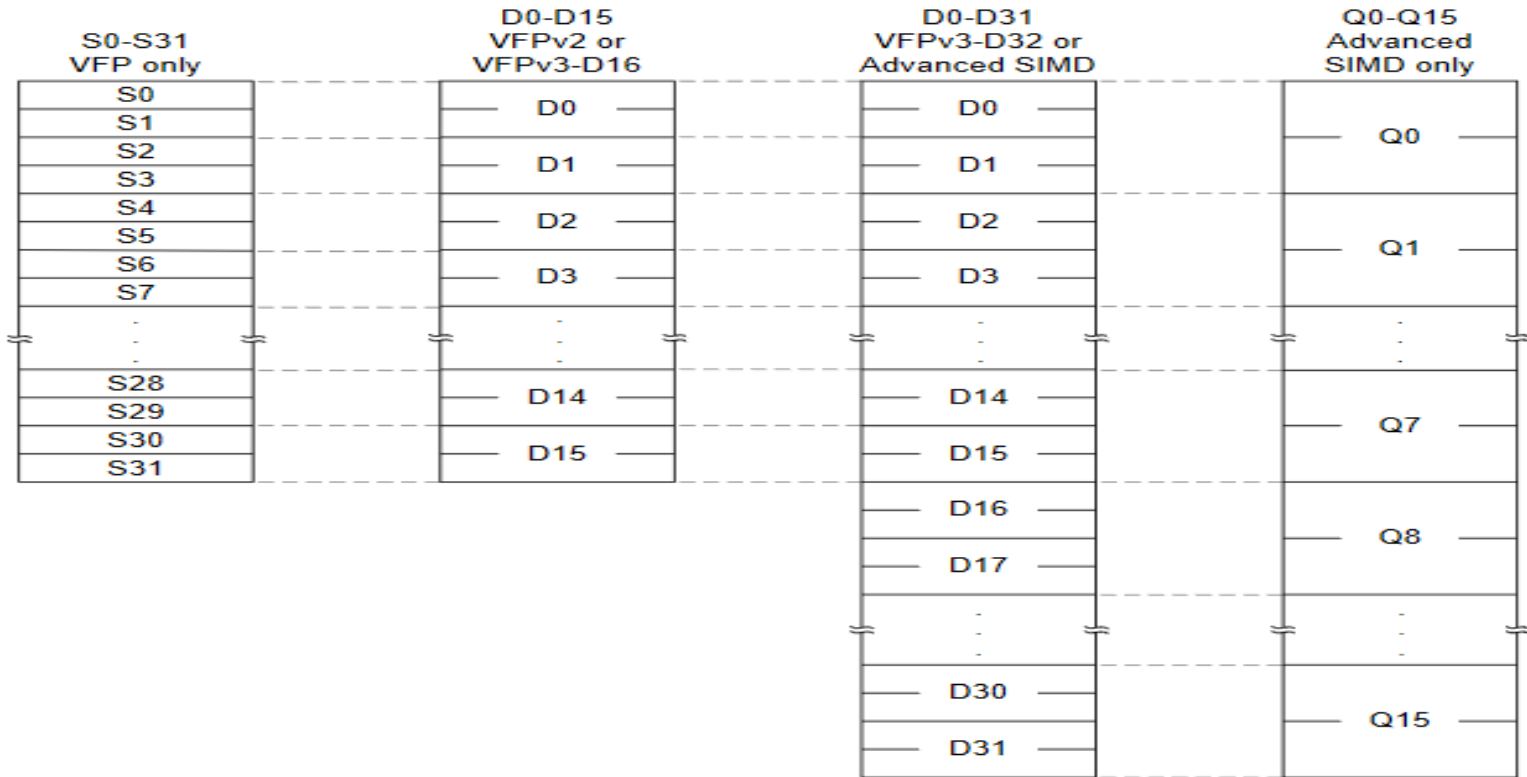 S0-S31
VFP only
S0
S1
S2
S3
S4
S5
S6
S7
S28
S29
S30
S31
D0-D15
VFPv2 or
VFPv3-D16
D0
D1
D2
D3
D14
D15
D0-D31
VFPv3-D32 or
Advanced SIMD
D0
D1
D2
D3
D14
D15
D16
D17
D30
D31
Q0-Q15
Advanced
SIMD only
Q0
Q1
Q7
Q8
Q15